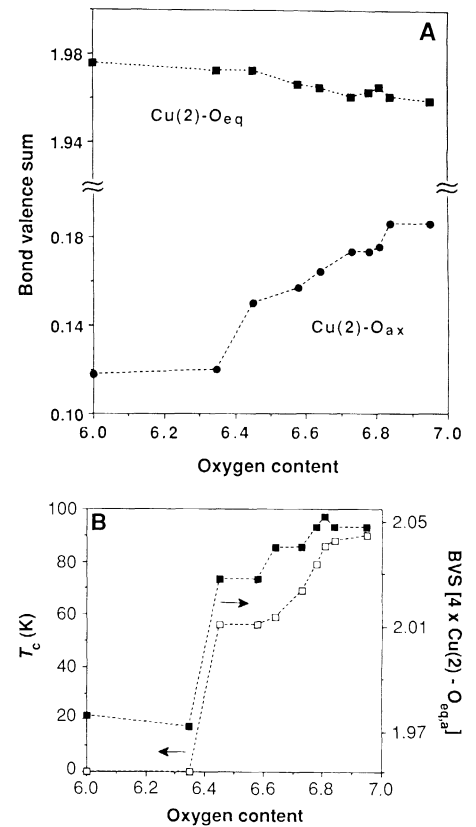 A
1.98
1.94
Cu(2)-Oeq
Bond valence sum
0.18
0.14
0.10
Cu(2)-Oax
6.0 6.2 6.4 6.6 6.8 7.0
Oxygen content
B
100
80
60
40
20
0
Tc (K)
2.05
2.01
1.97
BVS [4 x Cu(2) - Oeq,a]
6.0 6.2 6.4 6.6 6.8 7.0
Oxygen content